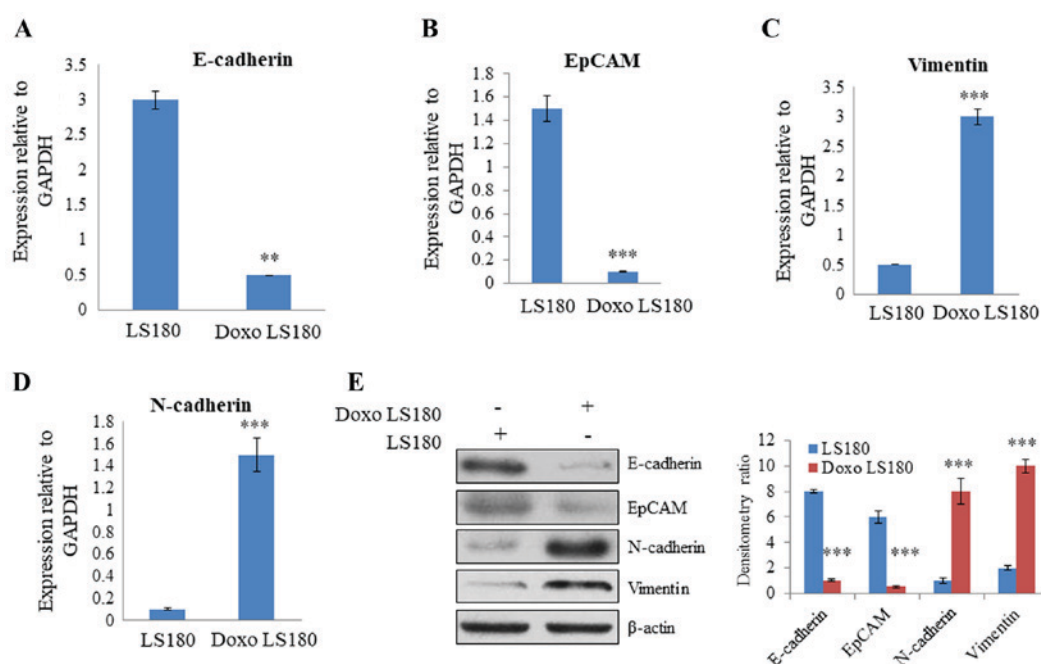 A
E-cadherin
Expression relative to
GAPDH
3.5
3
2.5
2
1.5
1
0.5
0
**
LS180
Doxo LS180
B
EpCAM
Expression relative to
GAPDH
1.8
1.6
1.4
1.2
1
0.8
0.6
0.4
0.2
0
***
LS180
Doxo LS180
C
Vimentin
Expression relative to
GAPDH
3.5
3
2.5
2
1.5
1
0.5
0
***
LS180
Doxo LS180
D
N-cadherin
Expression relative to
GAPDH
1.8
1.6
1.4
1.2
1
0.8
0.6
0.4
0.2
0
***
LS180
Doxo LS180
E
Doxo LS180 - +
LS180 + -
E-cadherin
EpCAM
N-cadherin
Vimentin
β-actin
Densitometry ratio
12
10
8
6
4
2
0
LS180
Doxo LS180
***
***
***
***
E-cadherin
EpCAM
N-cadherin
Vimentin